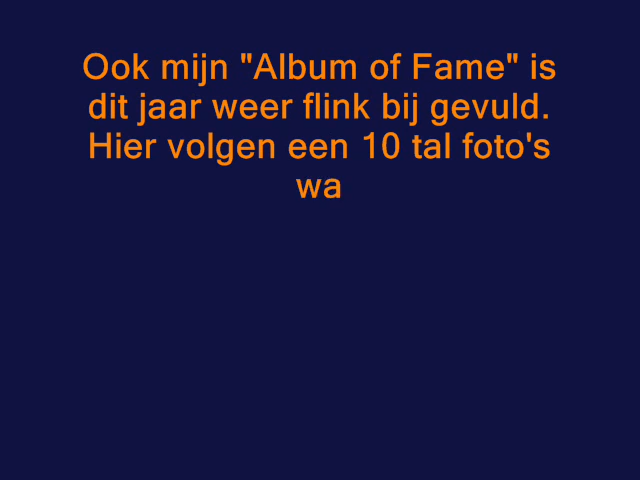 Ook mijn "Album of Fame" is
dit jaar weer flink bij gevuld.
Hier volgen een 10 tal foto's
wa